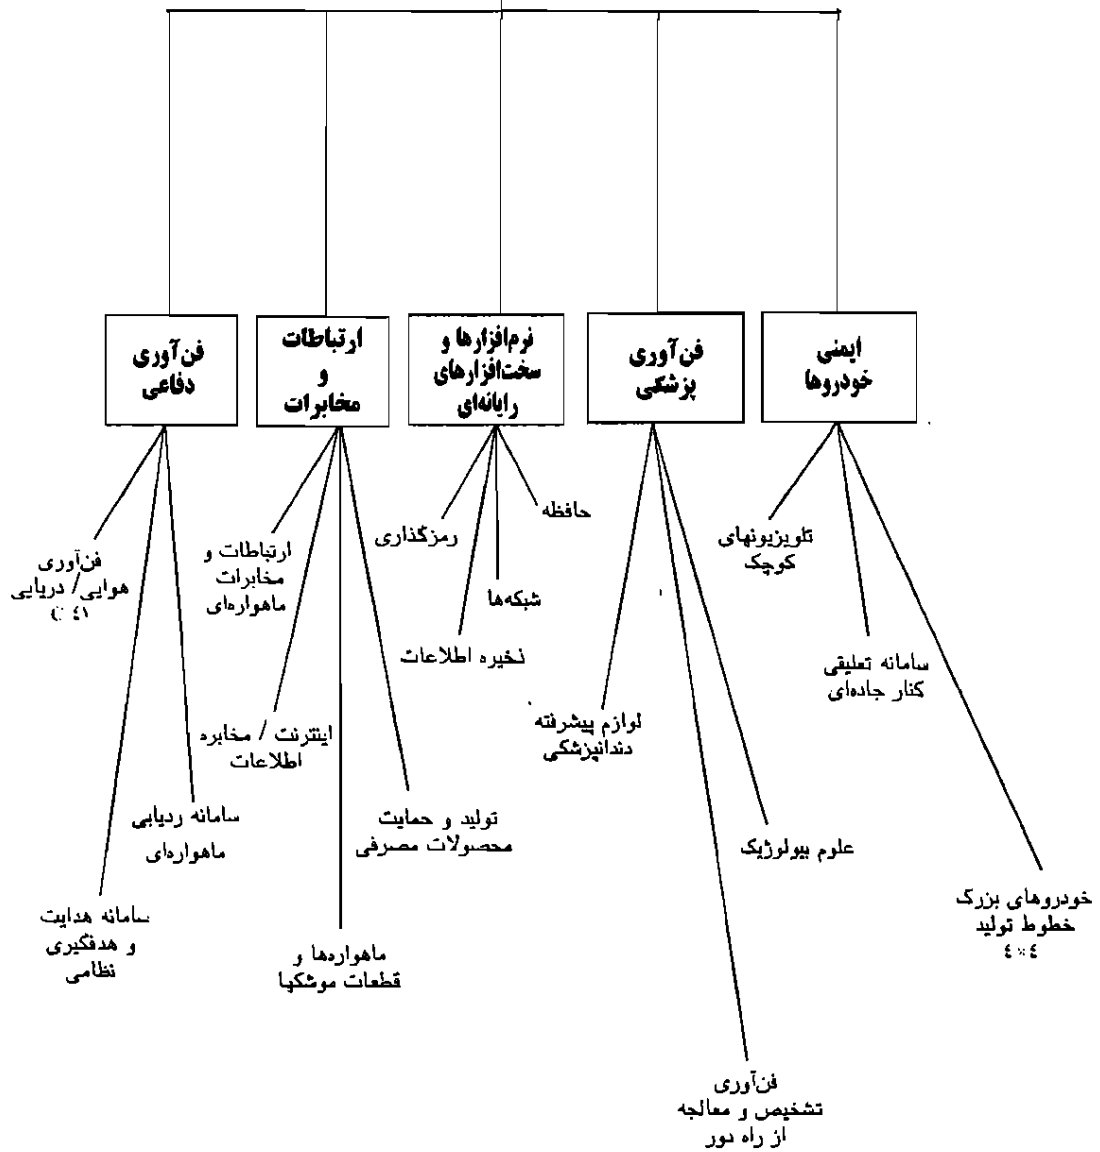 ایمنی
خودروها
فن‌آوری
پزشکی
نرم‌افزارها و
سخت‌افزارهای
رایانه‌ای
ارتباطات
و
مخابرات
فن‌آوری
دفاعی
تلویزیونهای
کوچک
سامانه تعلیقی
کنار جاده‌ای
خودروهای بزرگ
خطوط تولید
٤×٤
لوازم پیشرفته
دندانپزشکی
علوم بیولوژیک
فن‌آوری
تشخیص و معالجه
از راه دور
حافظه
رمزگذاری
شبکه‌ها
ذخیره اطلاعات
ارتباطات و
مخابرات
ماهواره‌ای
اینترنت / مخابره
اطلاعات
تولید و حمایت
محصولات مصرفی
ماهواره‌ها و
قطعات موشکها
فن‌آوری
هوایی/ دریایی
سامانه ردیابی
ماهواره‌ای
سامانه هدایت
و هدفگیری
نظامی